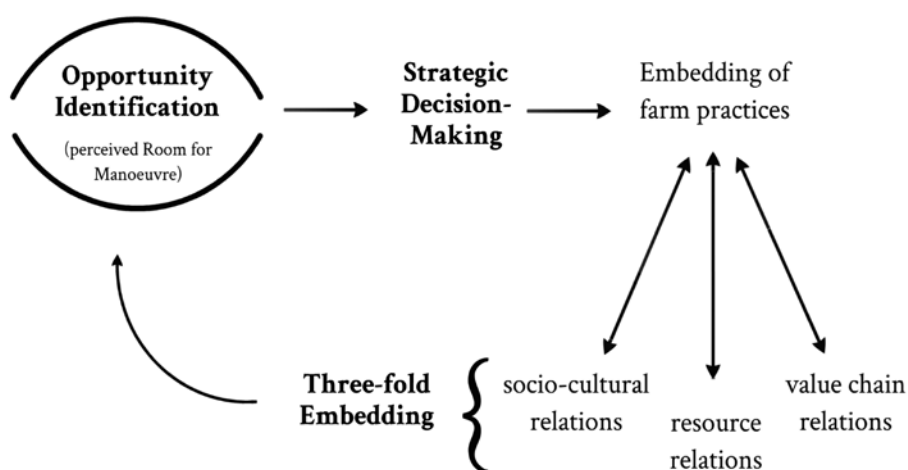 Opportunity
Identification
(perceived Room for
Manoeuvre)
Strategic
Decision-
Making
Embedding of
farm practices
Three-fold
Embedding
socio-cultural
relations
resource
relations
value chain
relations